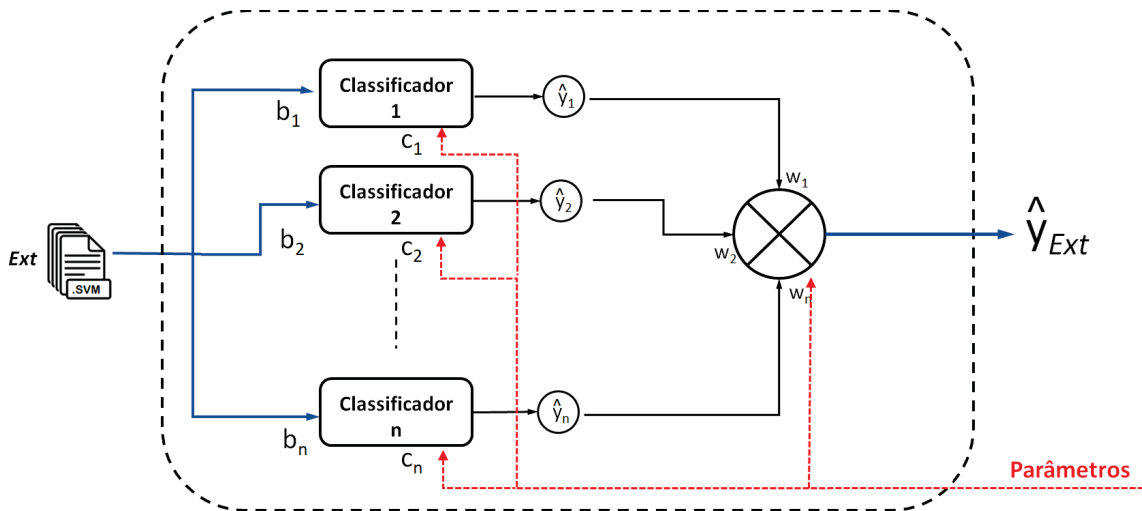 Classificador
1
ŷ1
b1
c1
Classificador
2
ŷ2
w1
Ext
.SVM
b2
c2
w2
ŷExt
wn
Classificador
n
ŷn
bn
cn
Parâmetros